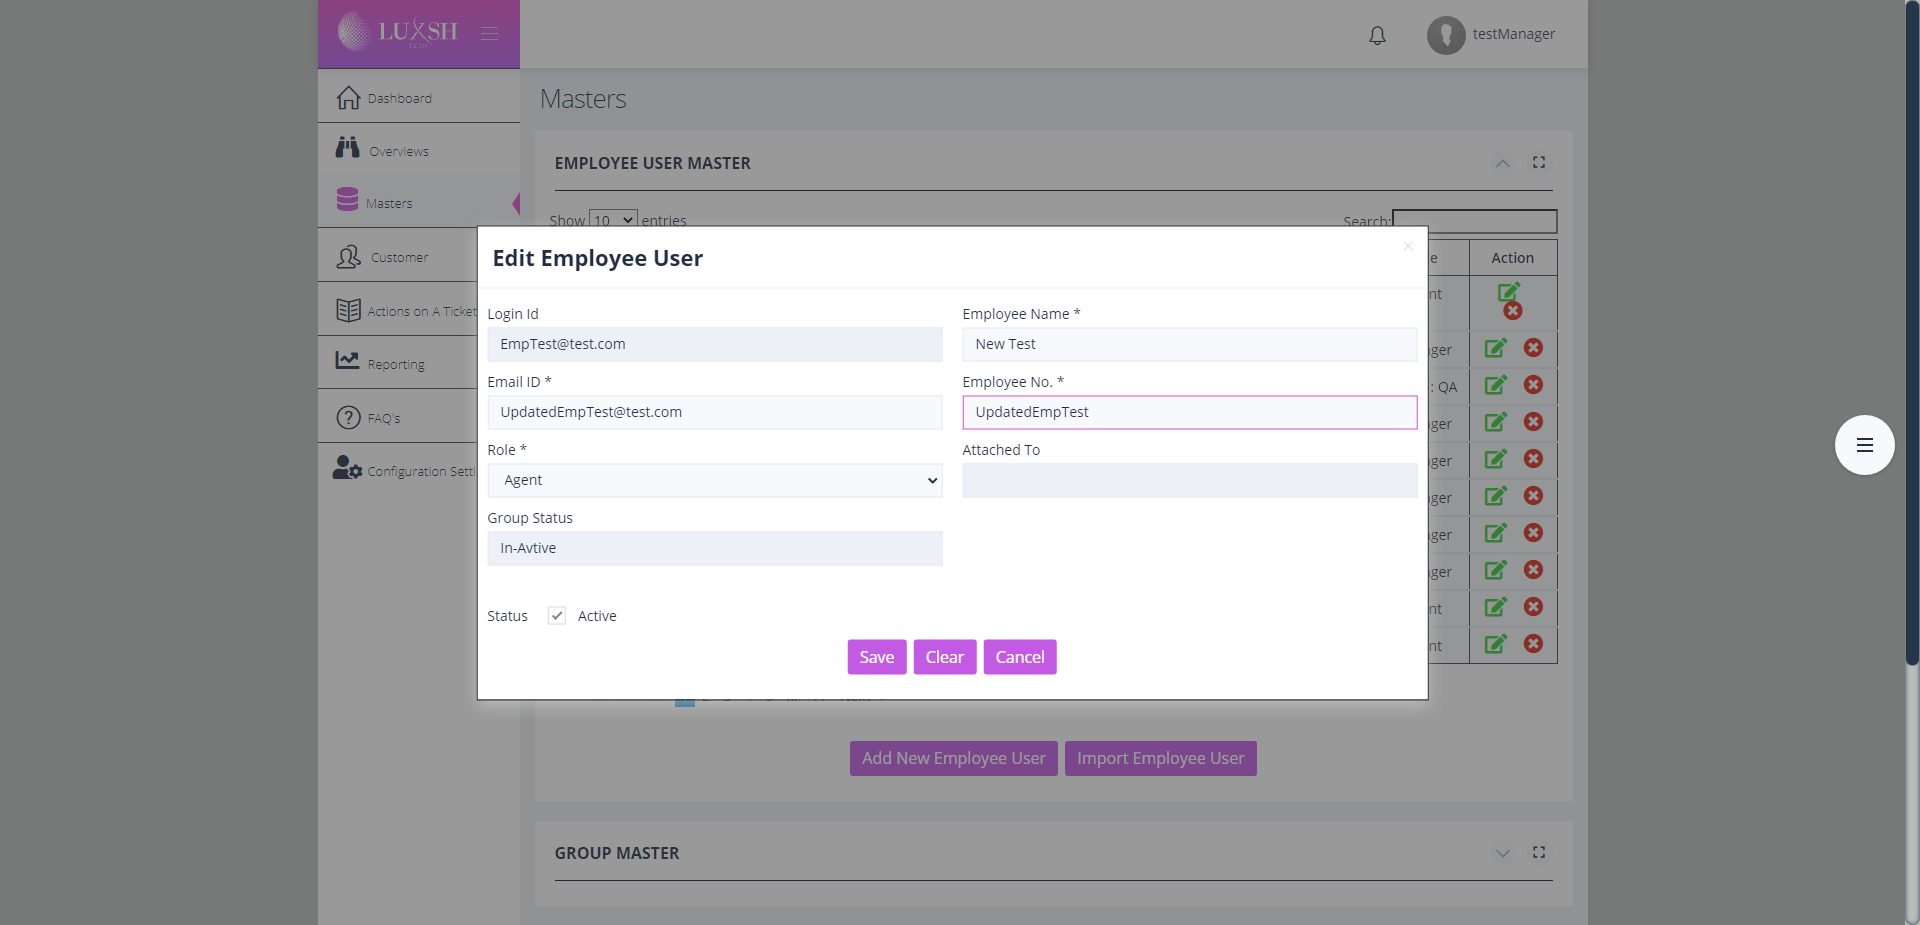 LUXSH
testManager
Dashboard
Overviews
Masters
Customer
Actions on A Ticket
Reporting
FAQ's
Configuration Setti
Masters
EMPLOYEE USER MASTER
Show 10 entries
Search:
Action
nt
ger
: QA
ger
ger
ger
ger
ger
nt
nt
Edit Employee User
×
Login Id
EmpTest@test.com
Employee Name *
New Test
Email ID *
UpdatedEmpTest@test.com
Employee No. *
UpdatedEmpTest
Role *
Agent
Attached To
Group Status
In-Avtive
Status Active
Save Clear Cancel
Add New Employee User Import Employee User
GROUP MASTER